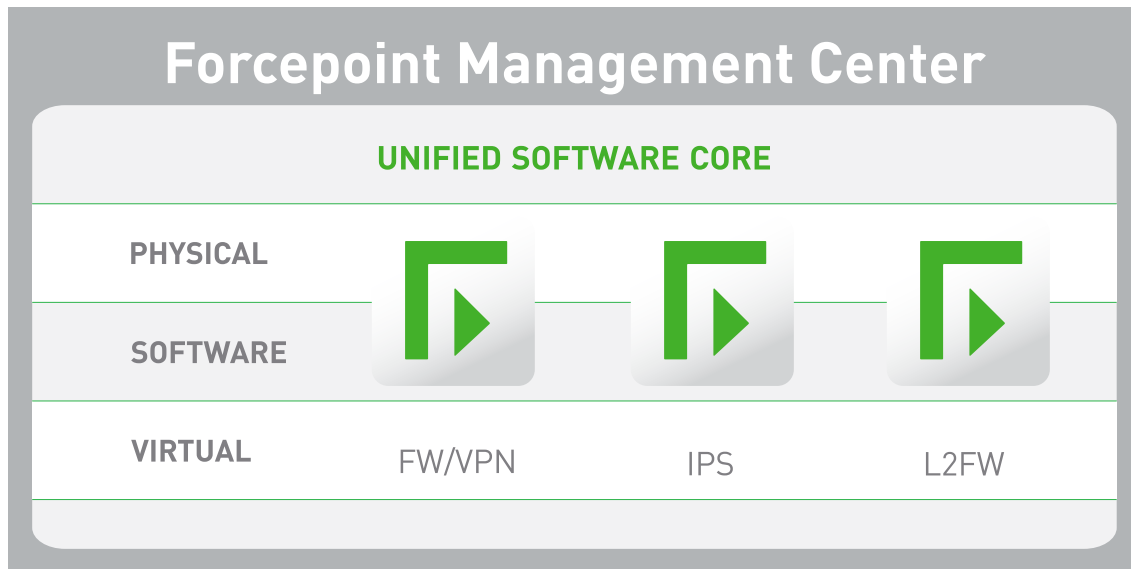 Forcepoint Management Center
UNIFIED SOFTWARE CORE
PHYSICAL
SOFTWARE
VIRTUAL
FW/VPN
IPS
L2FW